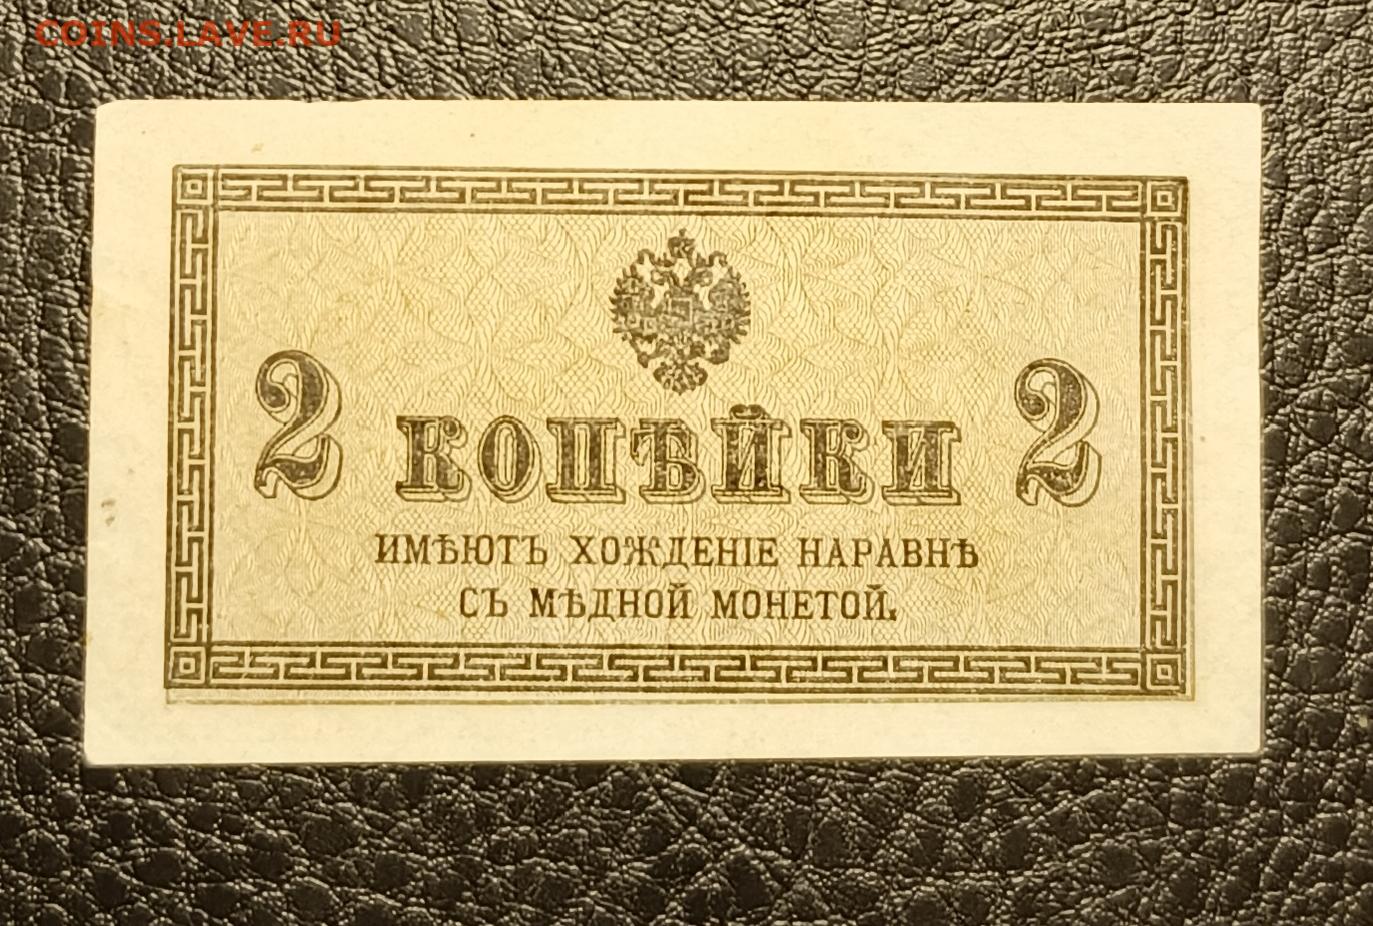 COINS.LAVE.RU
2 КОПѢЙКИ 2
ИМѢЮТЪ ХОЖДЕНІЕ НАРАВНѢ
СЪ МѢДНОЙ МОНЕТОЙ.